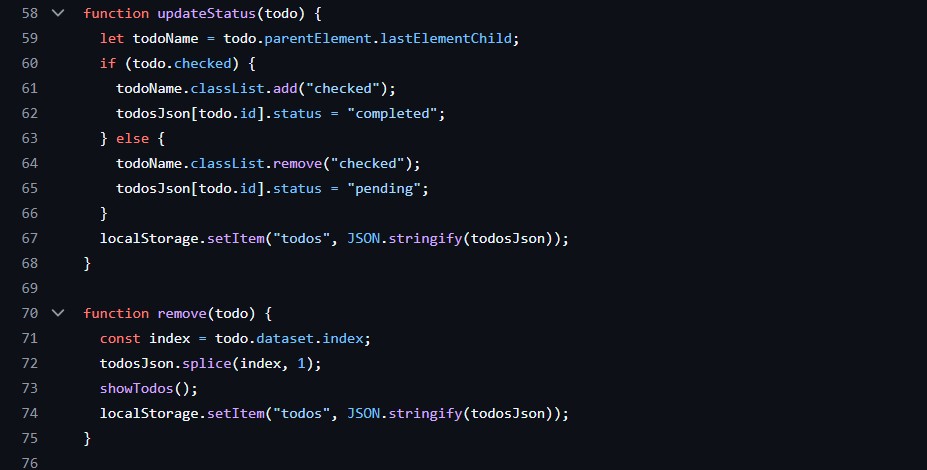 58 function updateStatus(todo) {
59 let todoName = todo.parentElement.lastElementChild;
60 if (todo.checked) {
61 todoName.classList.add("checked");
62 todosJson[todo.id].status = "completed";
63 } else {
64 todoName.classList.remove("checked");
65 todosJson[todo.id].status = "pending";
66 }
67 localStorage.setItem("todos", JSON.stringify(todosJson));
68 }
69
70 function remove(todo) {
71 const index = todo.dataset.index;
72 todosJson.splice(index, 1);
73 showTodos();
74 localStorage.setItem("todos", JSON.stringify(todosJson));
75 }
76